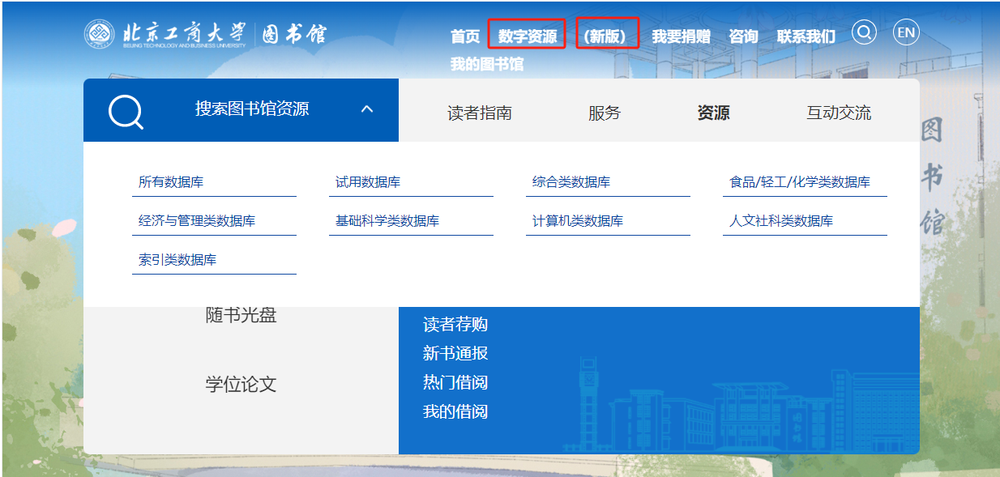 北京工商大学 图书馆
BEIJING TECHNOLOGY AND BUSINESS UNIVERSITY
首页 数字资源 (新版) 我要捐赠 咨询 联系我们 EN
我的图书馆
搜索图书馆资源 读者指南 服务 资源 互动交流
图书馆
所有数据库 试用数据库 综合类数据库 食品/轻工/化学类数据库
经济与管理类数据库 基础科学类数据库 计算机类数据库 人文社科类数据库
索引类数据库
随书光盘
学位论文
读者荐购
新书通报
热门借阅
我的借阅
图书馆